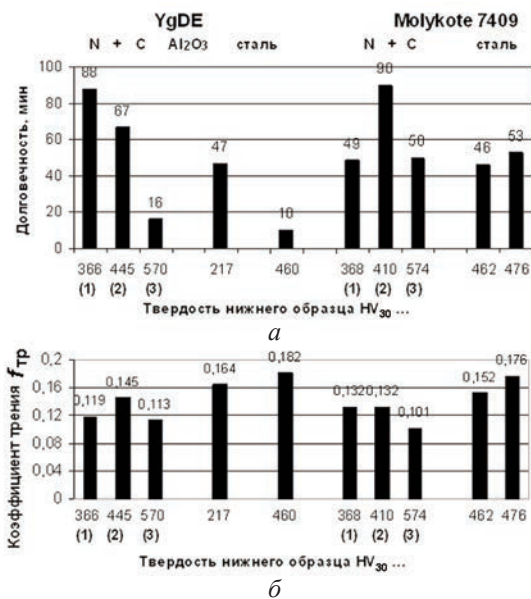 YgDE Molykote 7409
N + C Al2O3 сталь N + C сталь
Долговечность, мин
100
80
60
40
20
0
88 67 16 47 10 49 90 50 46 53
366 445 570 217 460 368 410 574 462 476
(1) (2) (3) (1) (2) (3)
Твердость нижнего образца HV30 ...
а
Коэффициент трения fТР
0,2
0,16
0,12
0,08
0,04
0
0,119 0,145 0,113 0,164 0,182 0,132 0,132 0,101 0,152 0,176
366 445 570 217 460 368 410 574 462 476
(1) (2) (3) (1) (2) (3)
Твердость нижнего образца HV30 ...
б